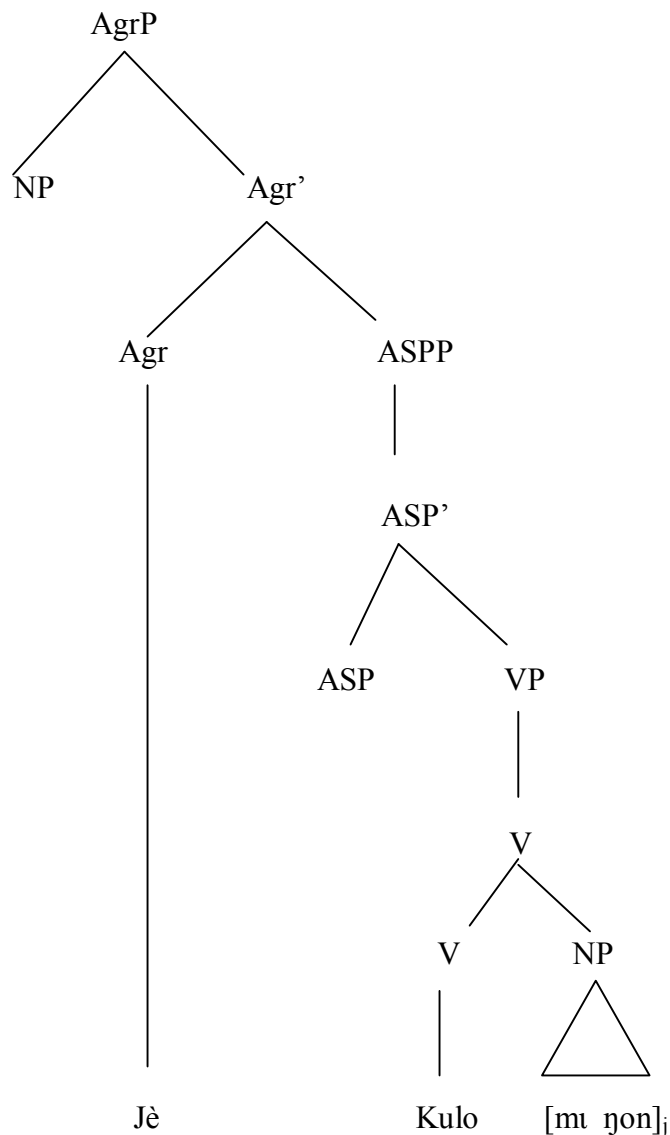 AgrP
NP Agr’
Agr ASPP
ASP’
ASP VP
V
V NP
Jè Kulo [mɩ ŋon]j